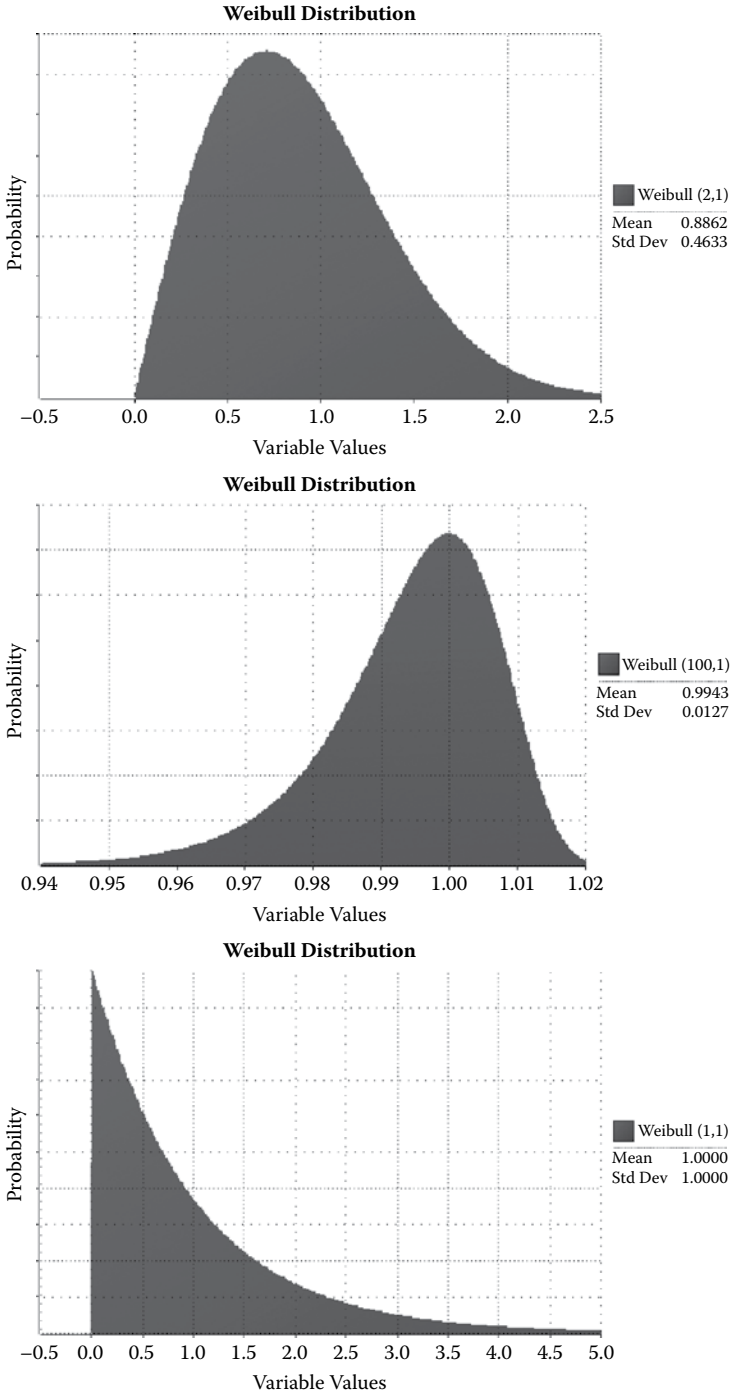 Weibull Distribution
Probability
Weibull (2,1)
Mean 0.8862
Std Dev 0.4633
−0.5 0.0 0.5 1.0 1.5 2.0 2.5
Variable Values
Weibull Distribution
Probability
Weibull (100,1)
Mean 0.9943
Std Dev 0.0127
0.94 0.95 0.96 0.97 0.98 0.99 1.00 1.01 1.02
Variable Values
Weibull Distribution
Probability
Weibull (1,1)
Mean 1.0000
Std Dev 1.0000
−0.5 0.0 0.5 1.0 1.5 2.0 2.5 3.0 3.5 4.0 4.5 5.0
Variable Values